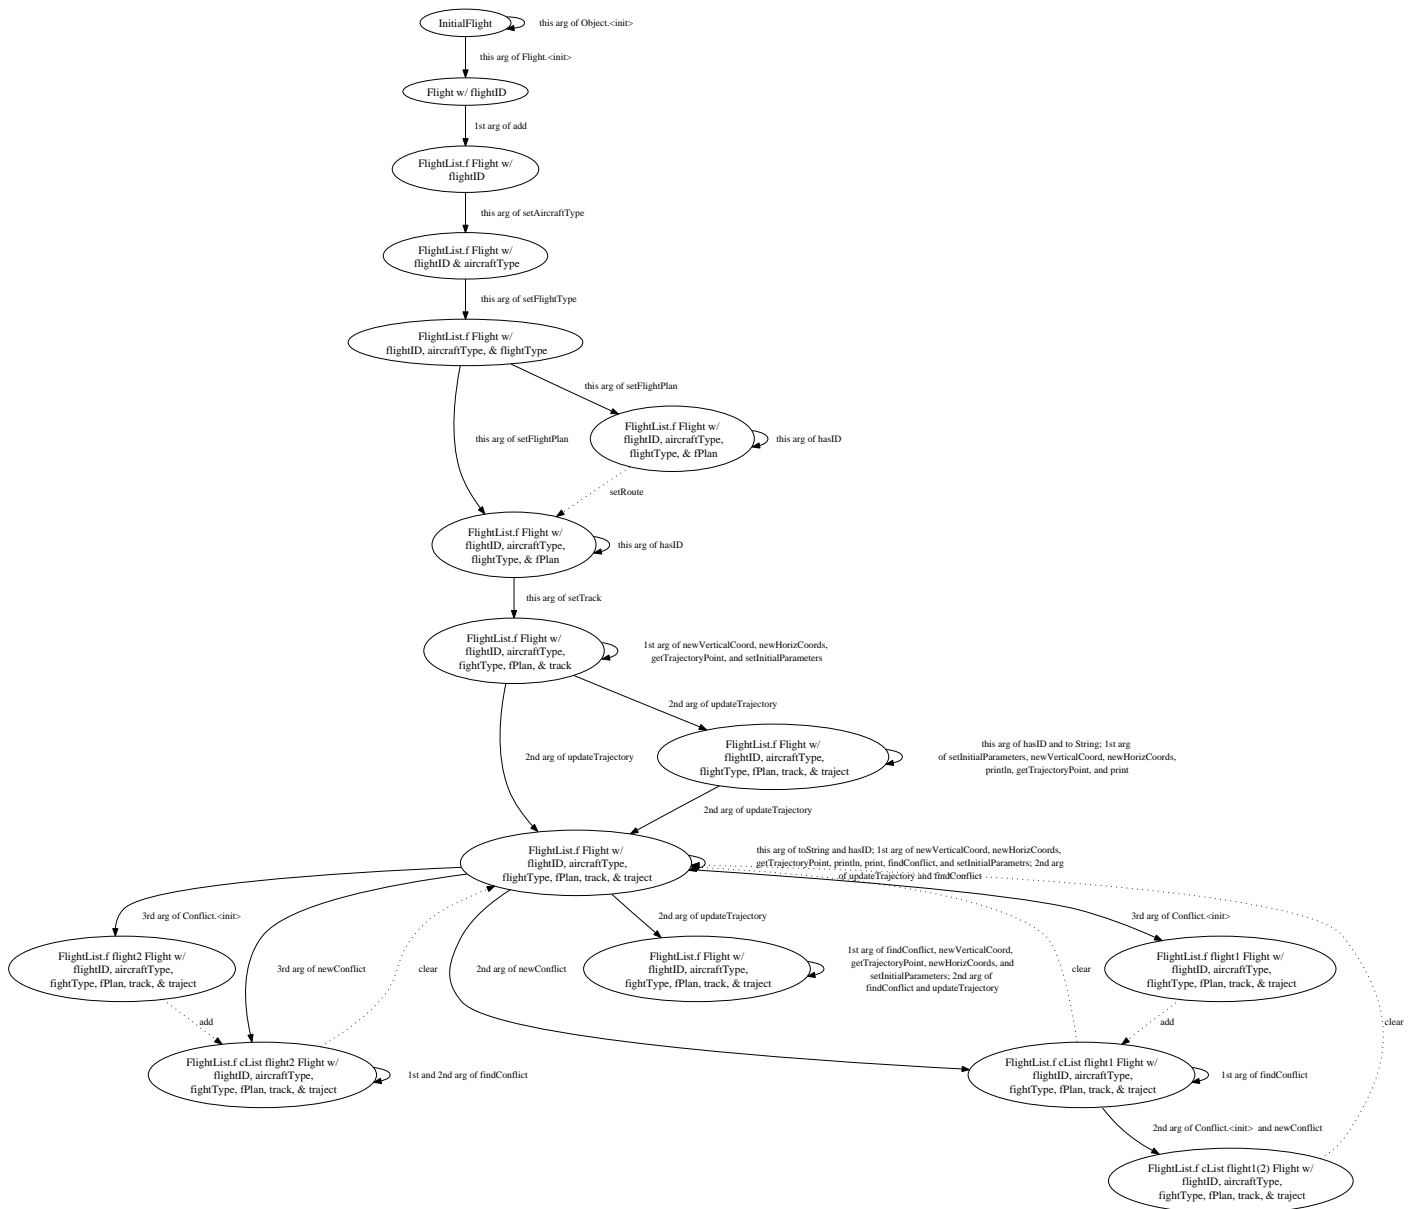 InitialFlight
this arg of Object.<init>
this arg of Flight.<init>
Flight w/ flightID
1st arg of add
FlightList.f Flight w/
flightID
this arg of setAircraftType
FlightList.f Flight w/
flightID & aircraftType
this arg of setFlightType
FlightList.f Flight w/
flightID, aircraftType, & flightType
this arg of setFlightPlan
this arg of setFlightPlan
FlightList.f Flight w/
flightID, aircraftType,
flightType, & fPlan
this arg of hasID
setRoute
FlightList.f Flight w/
flightID, aircraftType,
flightType, & fPlan
this arg of hasID
this arg of setTrack
FlightList.f Flight w/
flightID, aircraftType,
fightType, fPlan, & track
1st arg of newVerticalCoord, newHorizCoords,
getTrajectoryPoint, and setInitialParameters
2nd arg of updateTrajectory
2nd arg of updateTrajectory
FlightList.f Flight w/
flightID, aircraftType,
flightType, fPlan, track, & traject
this arg of hasID and to String; 1st arg
of setInitialParameters, newVerticalCoord, newHorizCoords,
println, getTrajectoryPoint, and print
2nd arg of updateTrajectory
FlightList.f Flight w/
flightID, aircraftType,
flightType, fPlan, track, & traject
this arg of toString and hasID; 1st arg of newVerticalCoord, newHorizCoords,
getTrajectoryPoint, println, print, findConflict, and setInitialParametrs; 2nd arg
of updateTrajectory and findConflict
3rd arg of Conflict.<init>
2nd arg of updateTrajectory
3rd arg of Conflict.<init>
FlightList.f flight2 Flight w/
flightID, aircraftType,
fightType, fPlan, track, & traject
3rd arg of newConflict
clear
2nd arg of newConflict
FlightList.f Flight w/
flightID, aircraftType,
fightType, fPlan, track, & traject
1st arg of findConflict, newVerticalCoord,
getTrajectoryPoint, newHorizCoords, and
setInitialParameters; 2nd arg of
findConflict and updateTrajectory
clear
FlightList.f flight1 Flight w/
flightID, aircraftType,
flightType, fPlan, track, & traject
add
add
clear
FlightList.f cList flight2 Flight w/
flightID, aircraftType,
fightType, fPlan, track, & traject
1st and 2nd arg of findConflict
FlightList.f cList flight1 Flight w/
flightID, aircraftType,
fightType, fPlan, track, & traject
1st arg of findConflict
2nd arg of Conflict.<init>  and newConflict
FlightList.f cList flight1(2) Flight w/
flightID, aircraftType,
fightType, fPlan, track, & traject